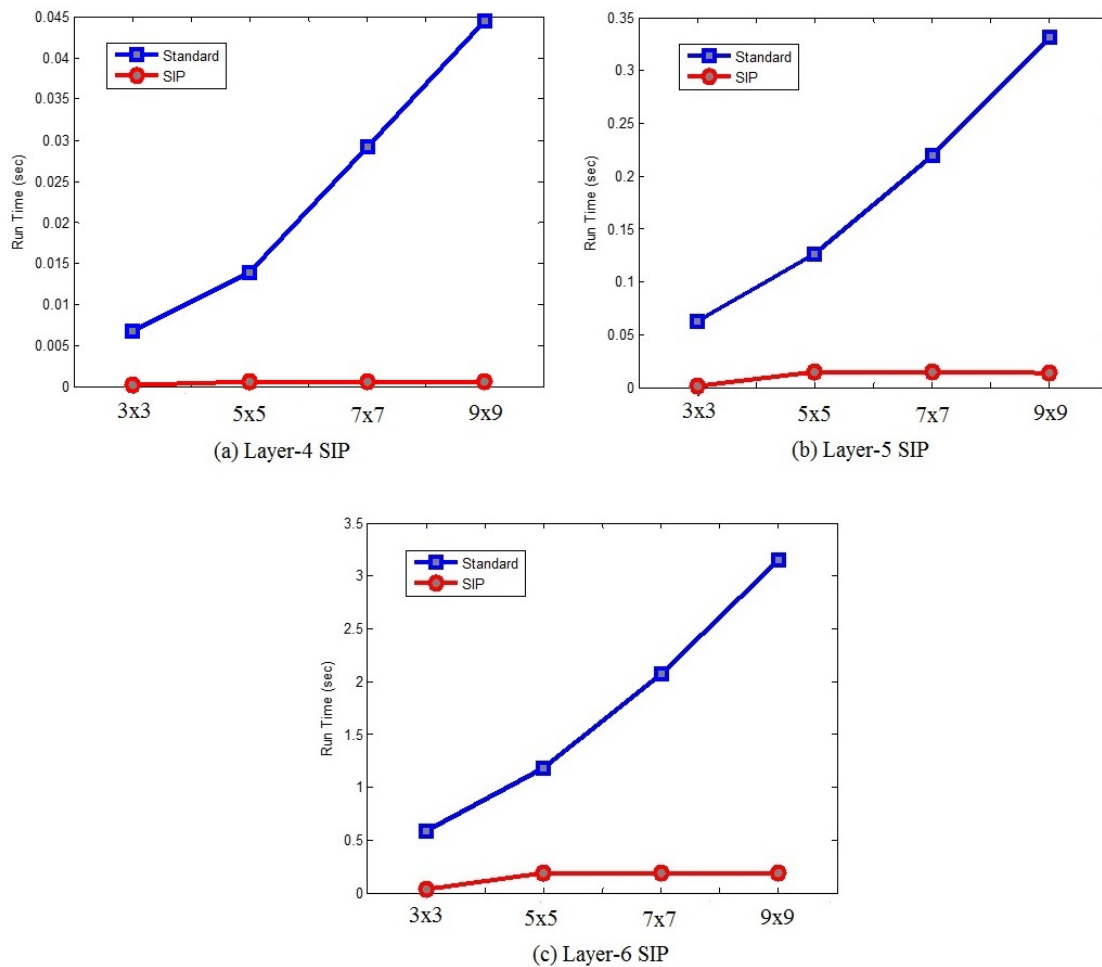 0.045
0.04
0.035
0.03
0.025
0.02
0.015
0.01
0.005
0
Run Time (sec)
Standard
SIP
3x3 5x5 7x7 9x9
(a) Layer-4 SIP
0.35
0.3
0.25
0.2
0.15
0.1
0.05
0
Run Time (sec)
Standard
SIP
3x3 5x5 7x7 9x9
(b) Layer-5 SIP
3.5
3
2.5
2
1.5
1
0.5
0
Run Time (sec)
Standard
SIP
3x3 5x5 7x7 9x9
(c) Layer-6 SIP